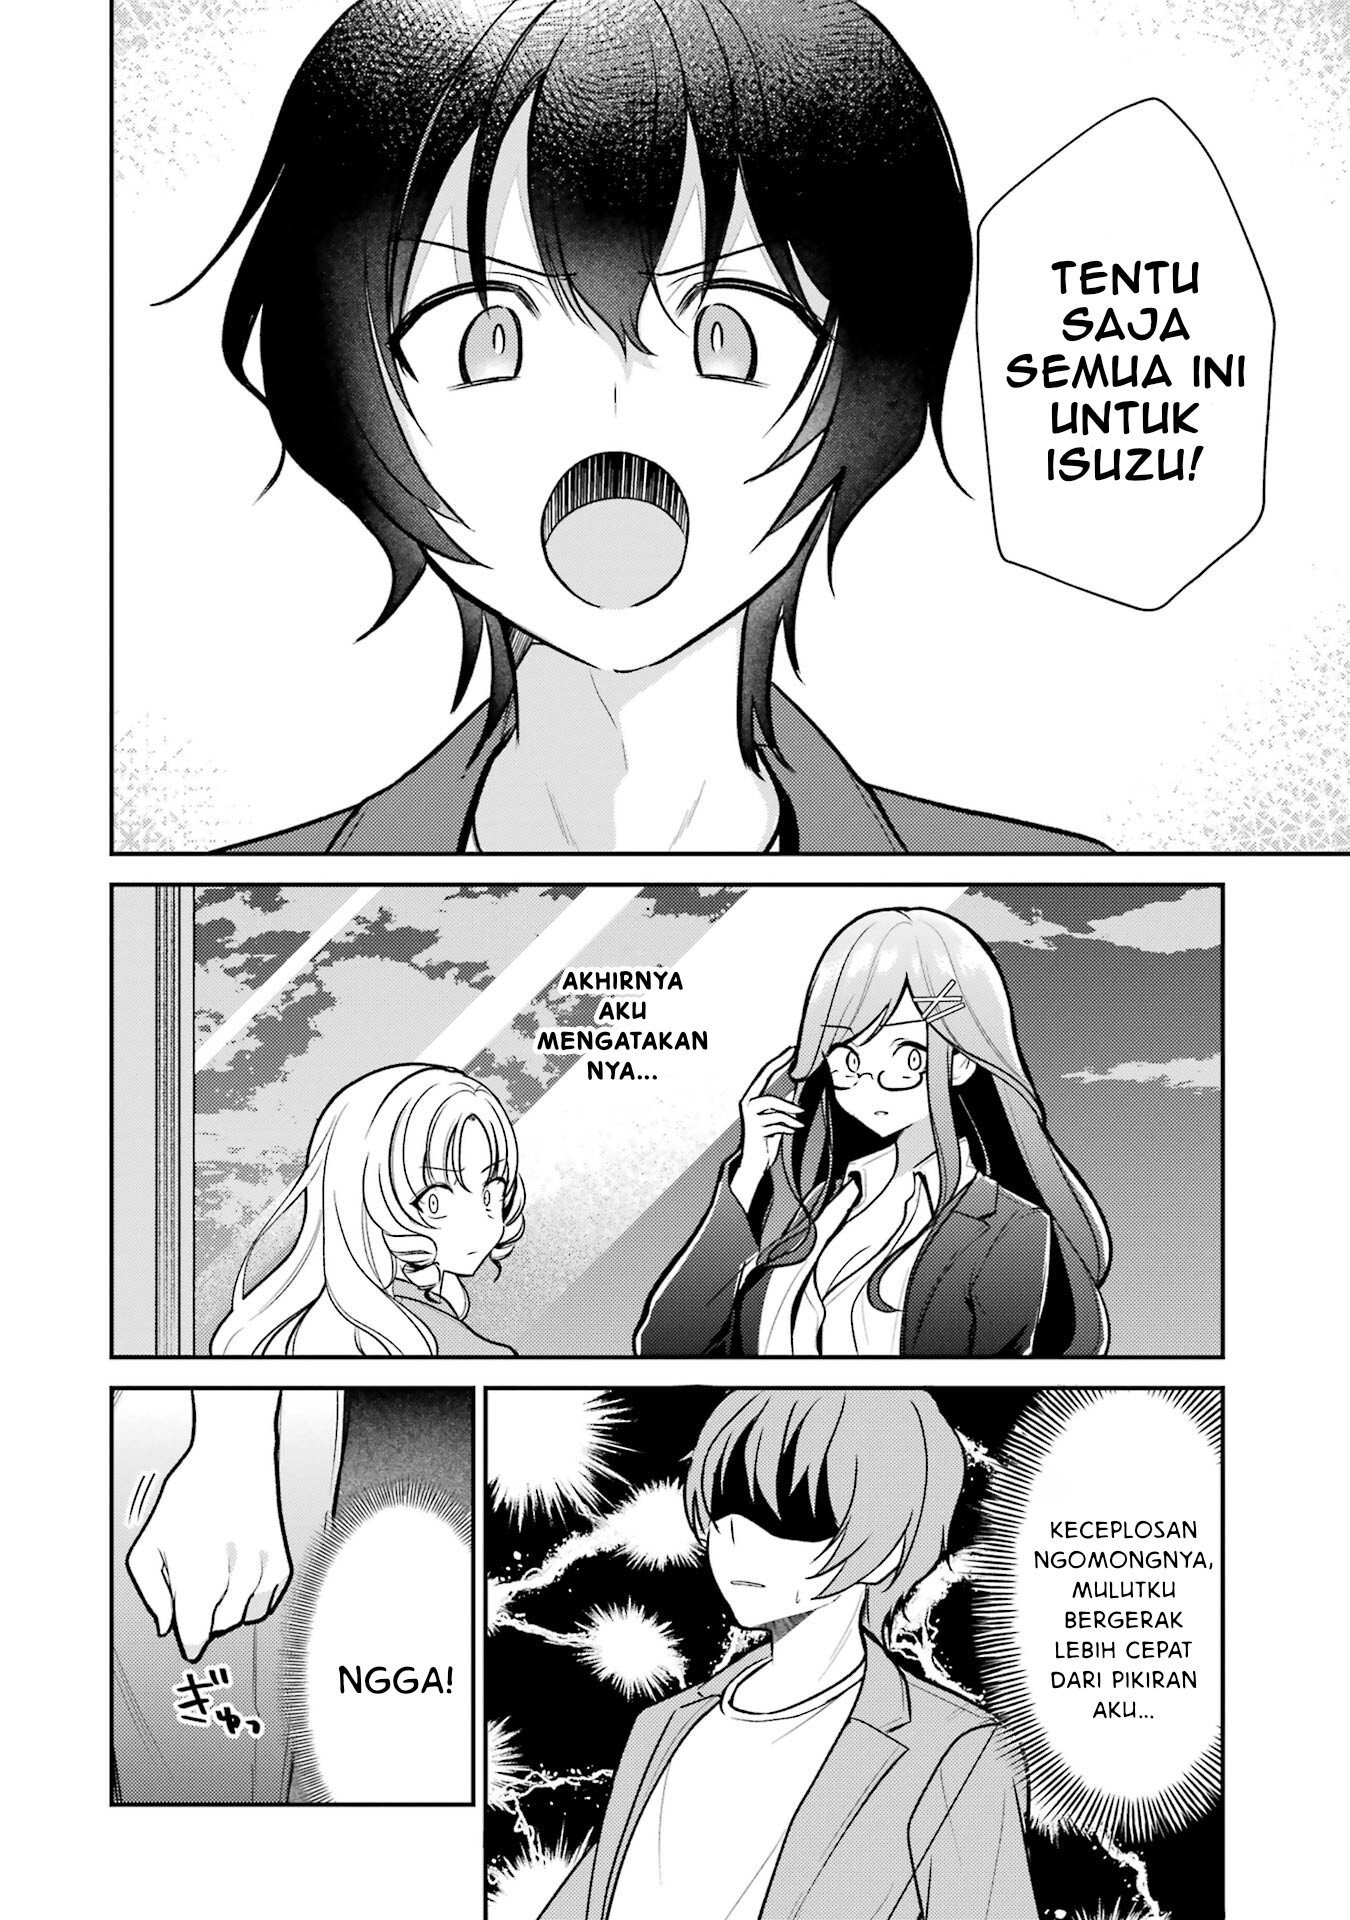 TENTU
SAJA
SEMUA INI
UNTUK
ISUZU!
AKHIRNYA
AKU
MENGATAKAN
NYA...
KECEPLOSAN
NGOMONGNYA,
MULUTKU
BERGERAK
LEBIH CEPAT
DARI PIKIRAN
AKU...
NGGA!
ぎゅっ